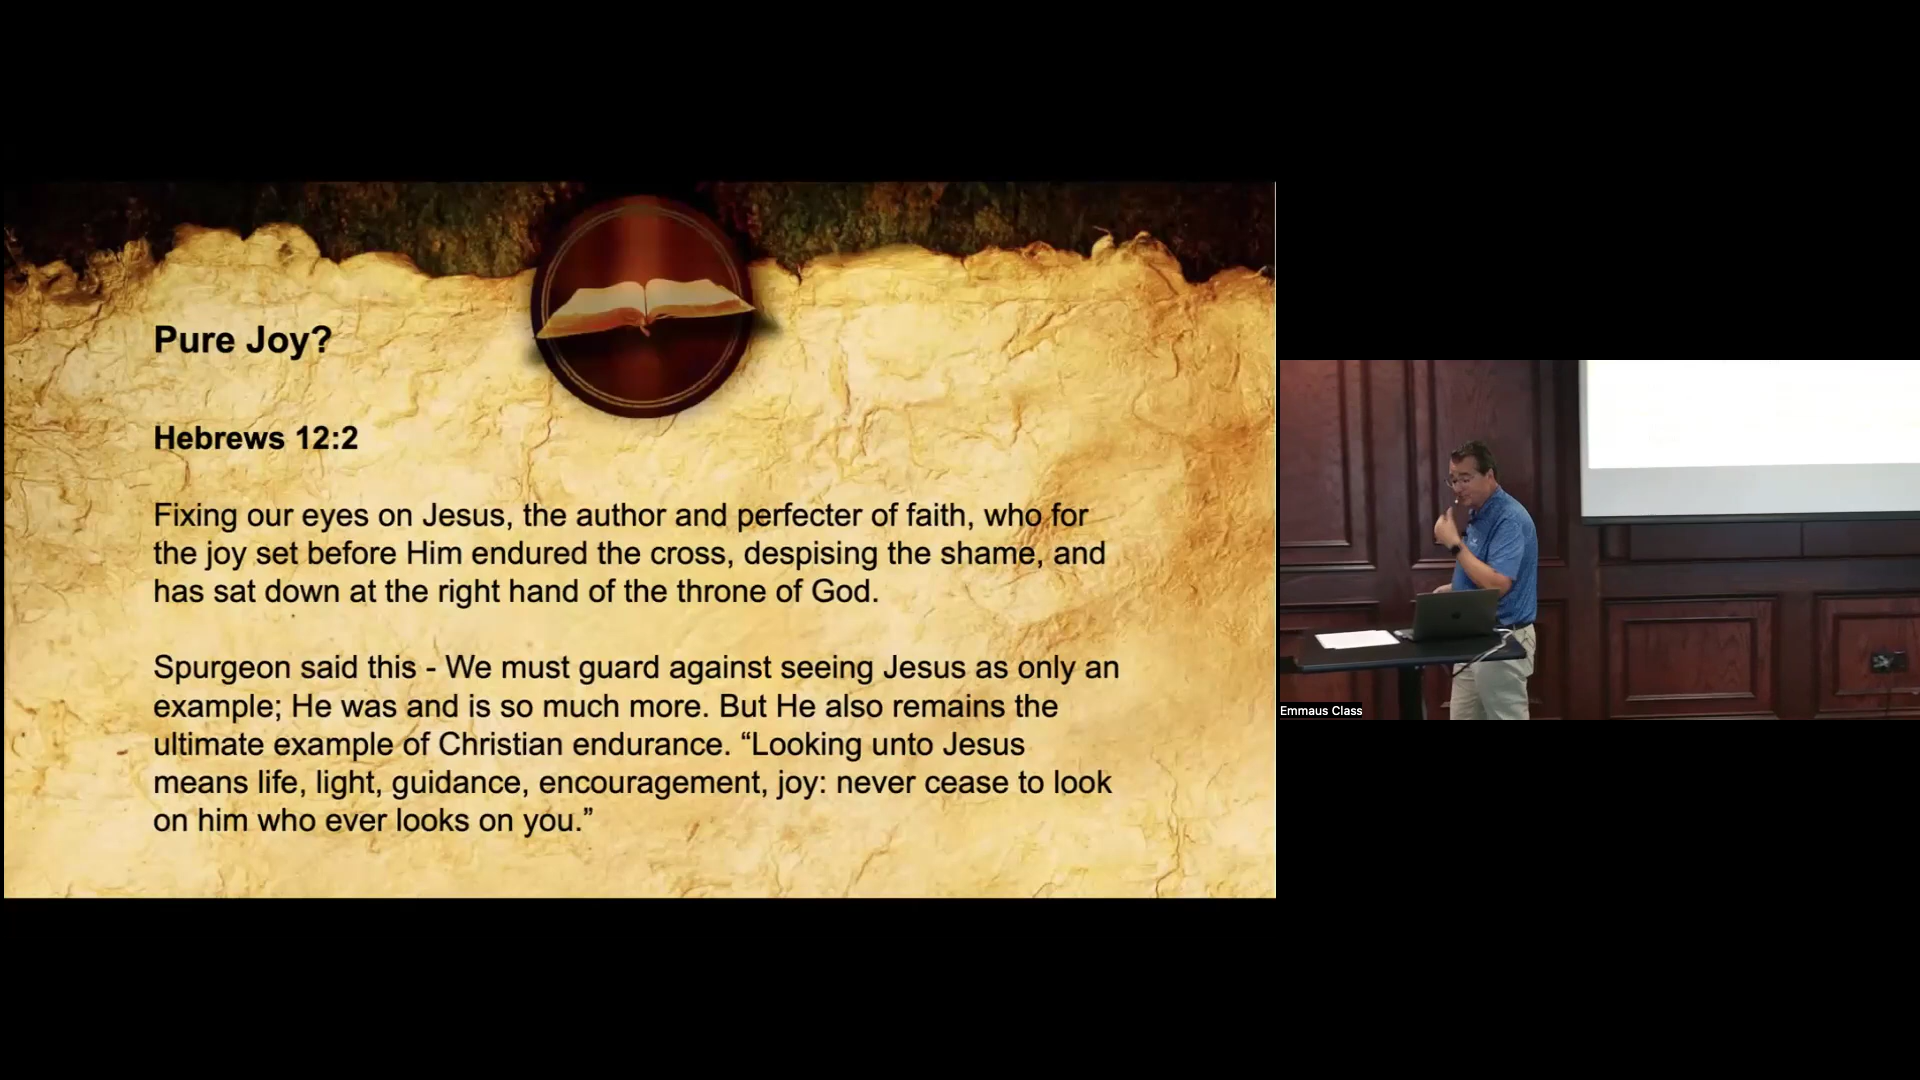 Pure Joy?
Hebrews 12:2
Fixing our eyes on Jesus, the author and perfecter of faith, who for
the joy set before Him endured the cross, despising the shame, and
has sat down at the right hand of the throne of God.
Spurgeon said this - We must guard against seeing Jesus as only an
example; He was and is so much more. But He also remains the
ultimate example of Christian endurance. “Looking unto Jesus
means life, light, guidance, encouragement, joy: never cease to look
on him who ever looks on you.”
Emmaus Class